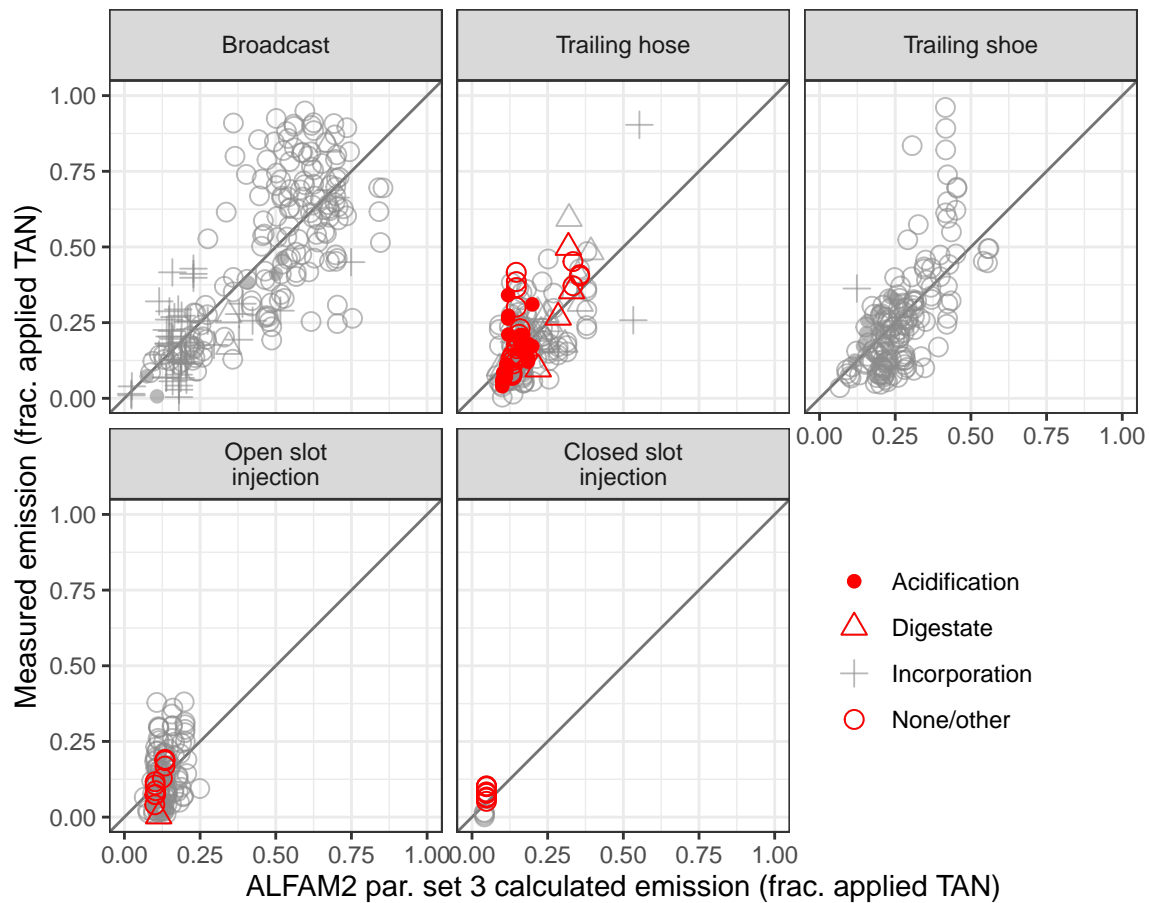 Broadcast
Trailing hose
Trailing shoe
1.00
0.75
0.50
0.25
0.00
0.00 0.25 0.50 0.75 1.00
Open slot
injection
Closed slot
injection
1.00
0.75
0.50
0.25
0.00
0.00 0.25 0.50 0.75 1.00
0.00 0.25 0.50 0.75 1.00
Acidification
Digestate
Incorporation
None/other
Measured emission (frac. applied TAN)
ALFAM2 par. set 3 calculated emission (frac. applied TAN)